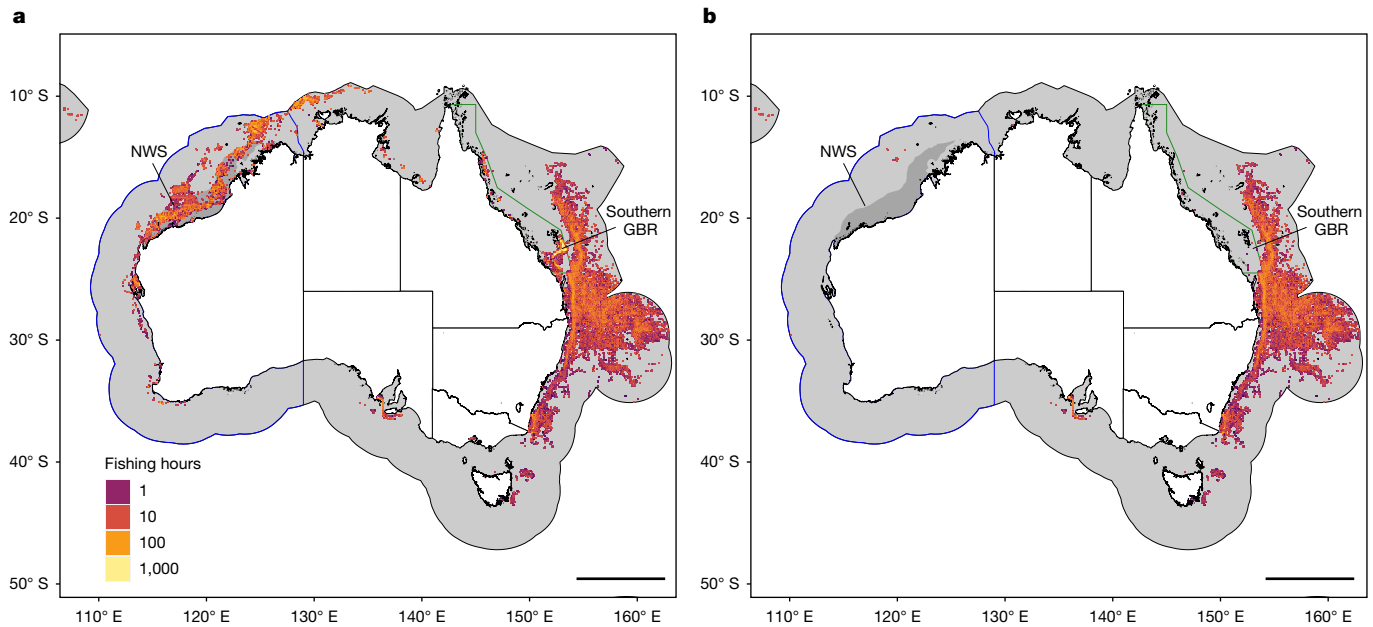 a
b
10° S
20° S
30° S
40° S
50° S
NWS
Southern
GBR
Fishing hours
1
10
100
1,000
110° E
120° E
130° E
140° E
150° E
160° E
10° S
20° S
30° S
40° S
50° S
NWS
Southern
GBR
110° E
120° E
130° E
140° E
150° E
160° E